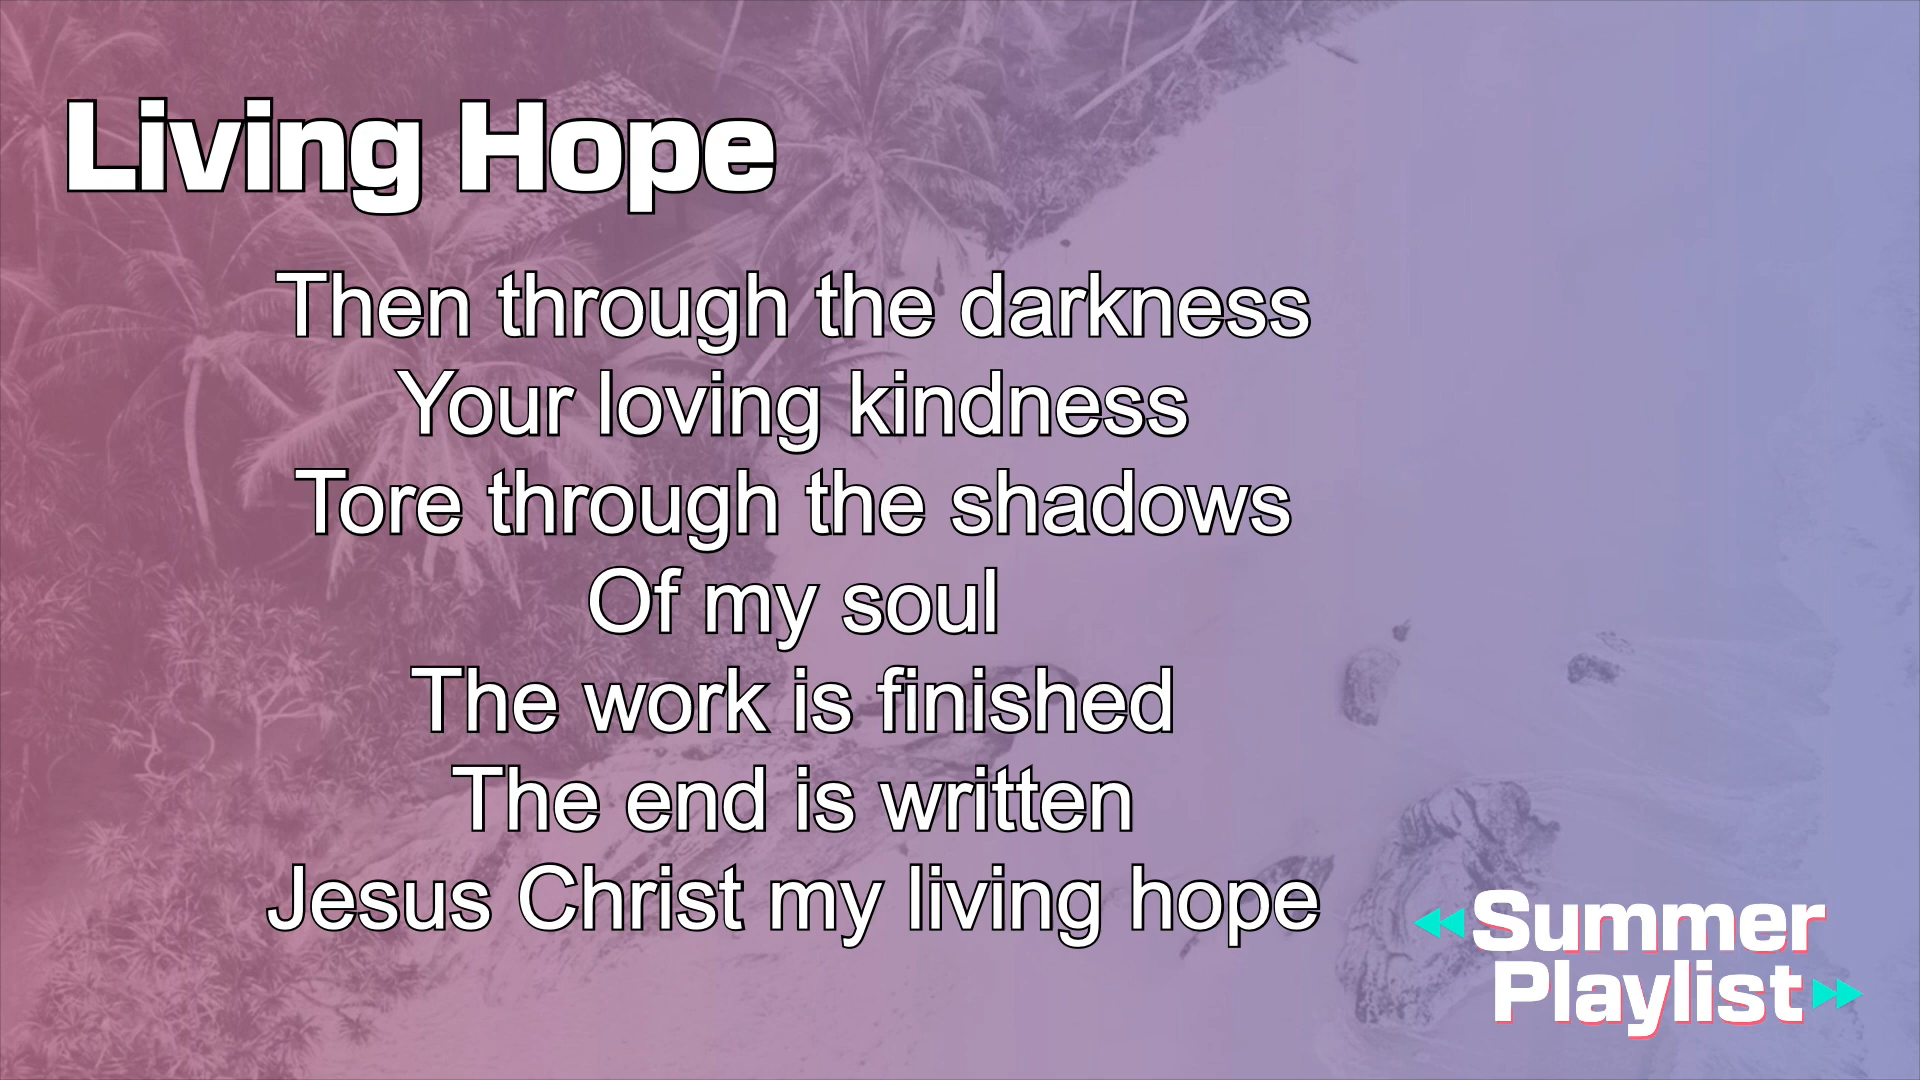 Living Hope
Then through the darkness
Your loving kindness
Tore through the shadows
Of my soul
The work is finished
The end is written
Jesus Christ my living hope
Summer
Playlist